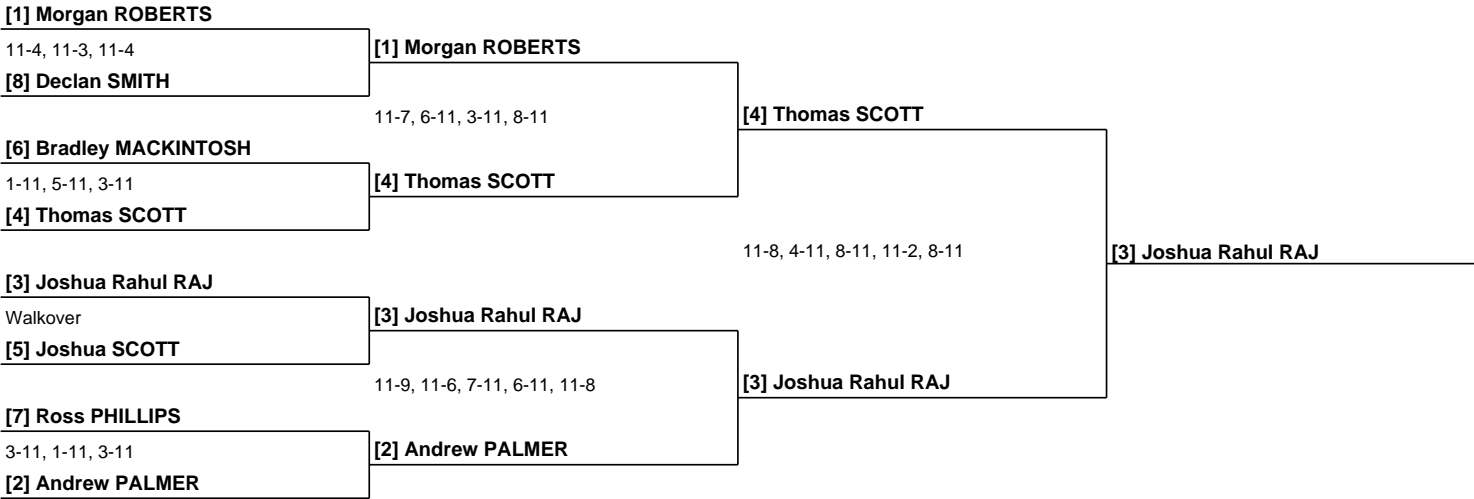 [1] Morgan ROBERTS
11-4, 11-3, 11-4
[8] Declan SMITH
[6] Bradley MACKINTOSH
1-11, 5-11, 3-11
[4] Thomas SCOTT
[3] Joshua Rahul RAJ
Walkover
[5] Joshua SCOTT
[7] Ross PHILLIPS
3-11, 1-11, 3-11
[2] Andrew PALMER
[1] Morgan ROBERTS
11-7, 6-11, 3-11, 8-11
[4] Thomas SCOTT
[3] Joshua Rahul RAJ
11-9, 11-6, 7-11, 6-11, 11-8
[2] Andrew PALMER
[4] Thomas SCOTT
11-8, 4-11, 8-11, 11-2, 8-11
[3] Joshua Rahul RAJ
[3] Joshua Rahul RAJ